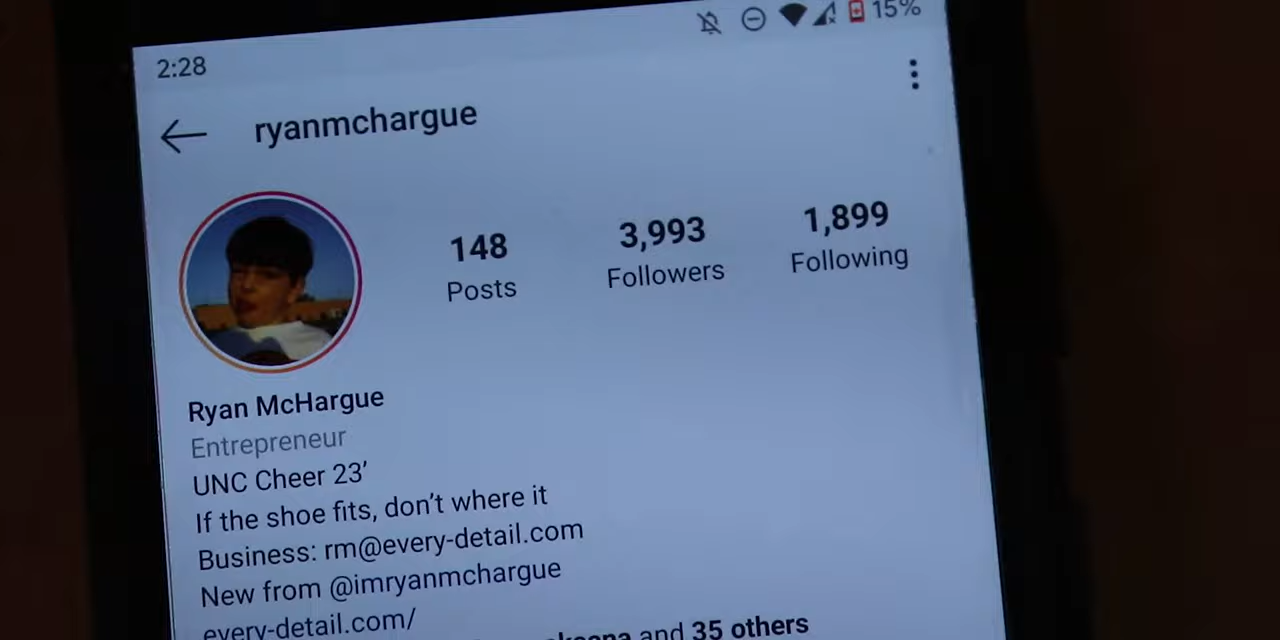 2:28 15%
ryanmchargue
148 3,993 1,899
Posts Followers Following
Ryan McHargue
Entrepreneur
UNC Cheer 23’
If the shoe fits, don’t where it
Business: rm@every-detail.com
New from @imryanmchargue
every-detail.com/
and 35 others